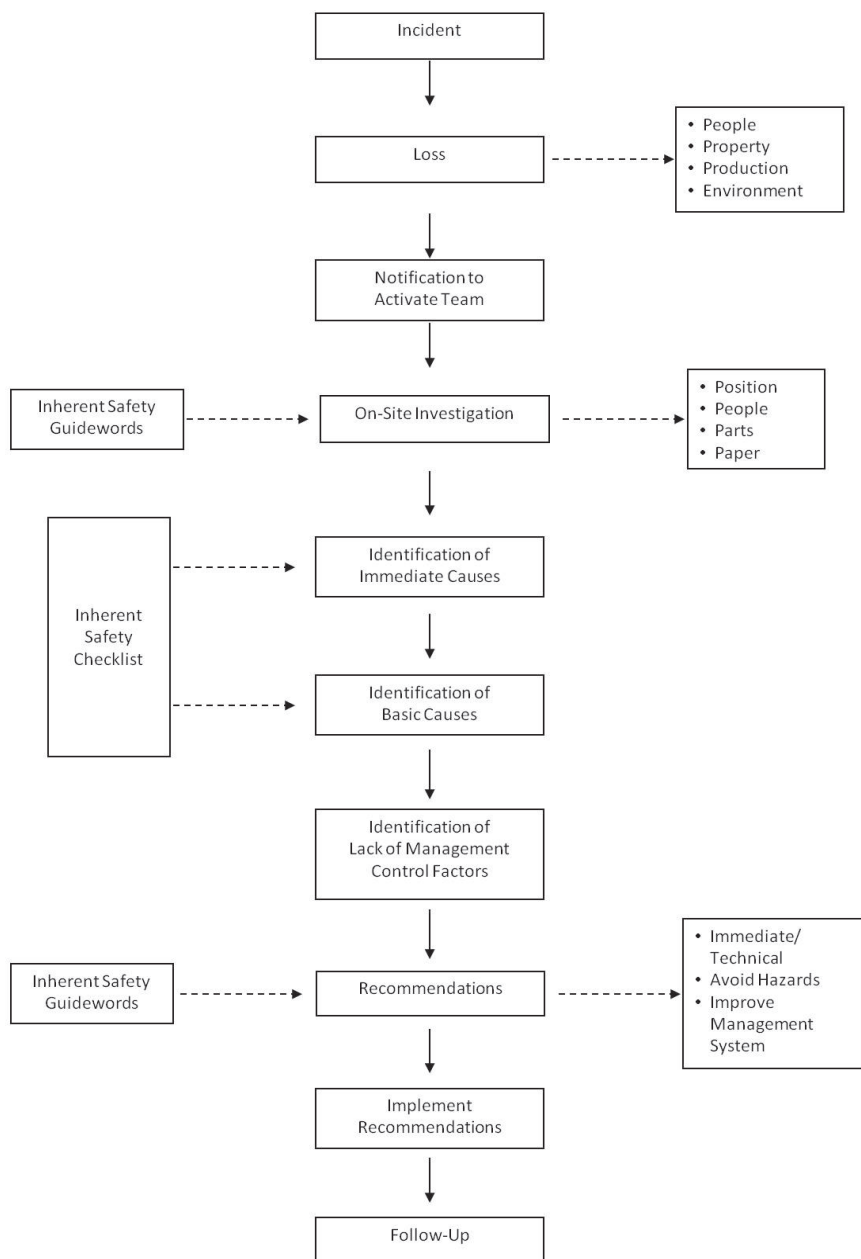 Incident
Loss
• People
• Property
• Production
• Environment
Notification to
Activate Team
Inherent Safety
Guidewords
On-Site Investigation
• Position
• People
• Parts
• Paper
Inherent
Safety
Checklist
Identification of
Immediate Causes
Identification of
Basic Causes
Identification of
Lack of Management
Control Factors
Inherent Safety
Guidewords
Recommendations
• Immediate/
Technical
• Avoid Hazards
• Improve
Management
System
Implement
Recommendations
Follow-Up